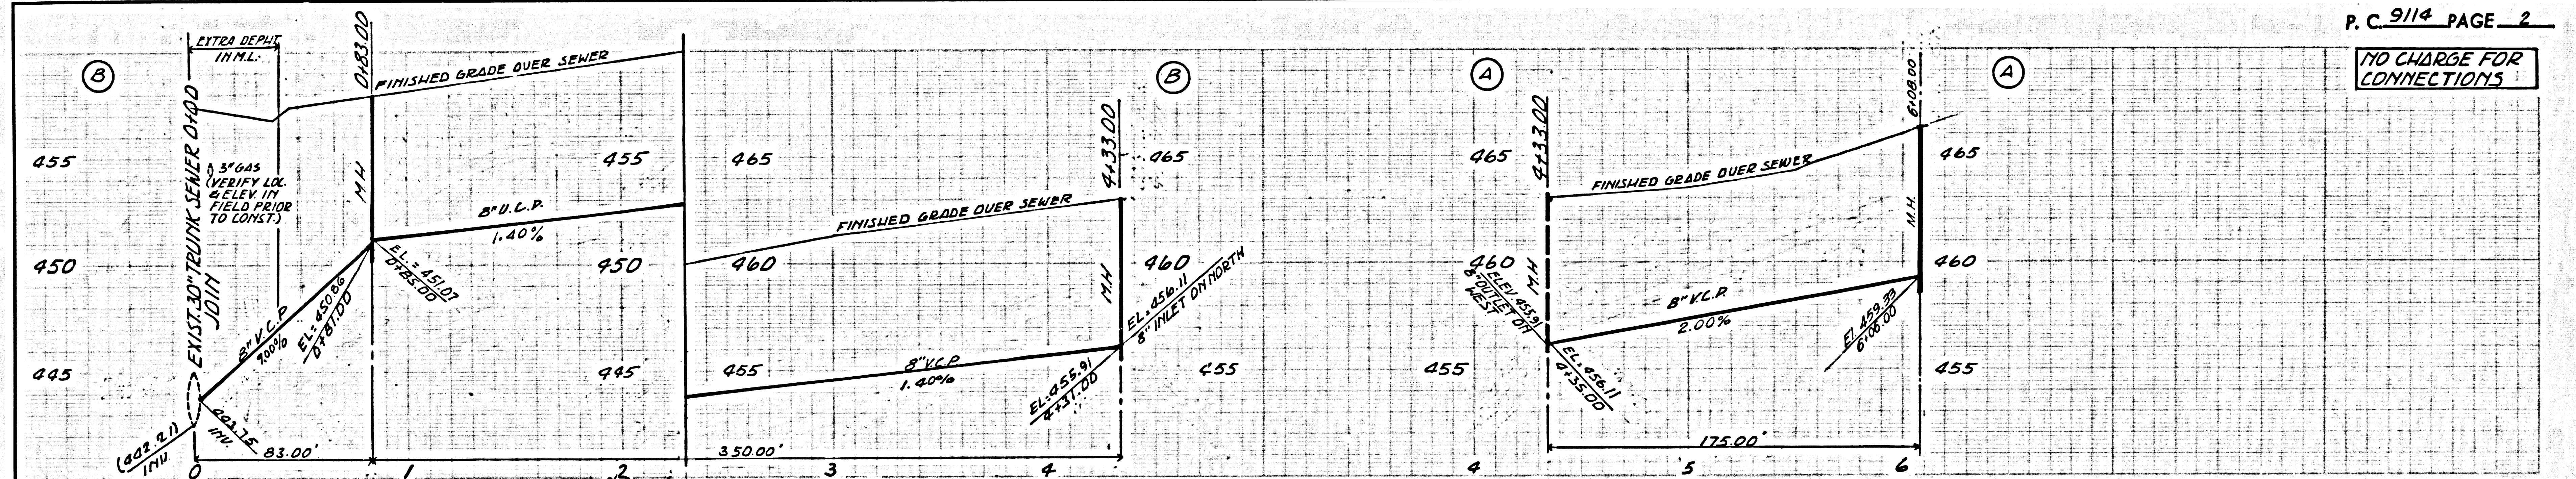 P. C. 9114 PAGE 2
NO CHARGE FOR
CONNECTIONS
B
EXTRA DEPHT
IN M.L.
0+83.00
FINISHED GRADE OVER SEWER
EXIST. 30" TRUNK SEWER 0+00
JOIN
3" GAS
(VERIFY LOC.
& ELEV. IN
FIELD PRIOR
TO CONST.)
M.H.
455
450
445
455
450
445
8" V.C.P.
1.40%
8" V.C.P.
9.00%
EL.= 450.86
0+81.00
EL.= 451.07
0+85.00
443.75
INV.
(442.21)
INV.
83.00'
0
1
2
465
460
465
FINISHED GRADE OVER SEWER
4+33.00
B
465
M.H.
460
455
8" V.C.P.
1.40%
EL.= 455.91
4+31.00
EL.= 456.11
8" INLET ON NORTH
350.00'
3
4
A
465
460
455
4+33.00
M.H.
ELEV. 455.91
8" OUTLET ON
WEST
FINISHED GRADE OVER SEWER
8" V.C.P.
2.00%
EL.= 456.11
4+35.00
EL. 459.39
6+06.00
6+08.00
M.H.
A
465
460
455
175.00'
4
5
6